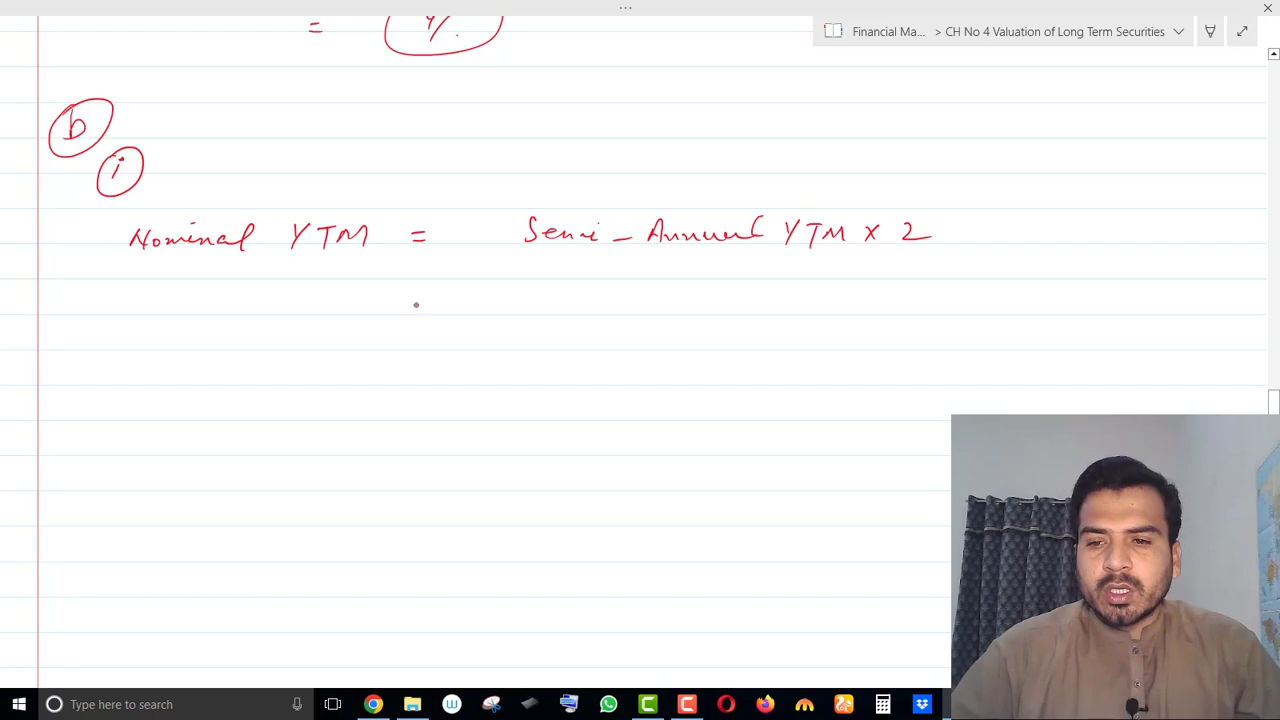 ...
Financial Ma... > CH No 4 Valuation of Long Term Securities
= 4%
b
i
Nominal YTM = Semi-Annual YTM x 2
Type here to search